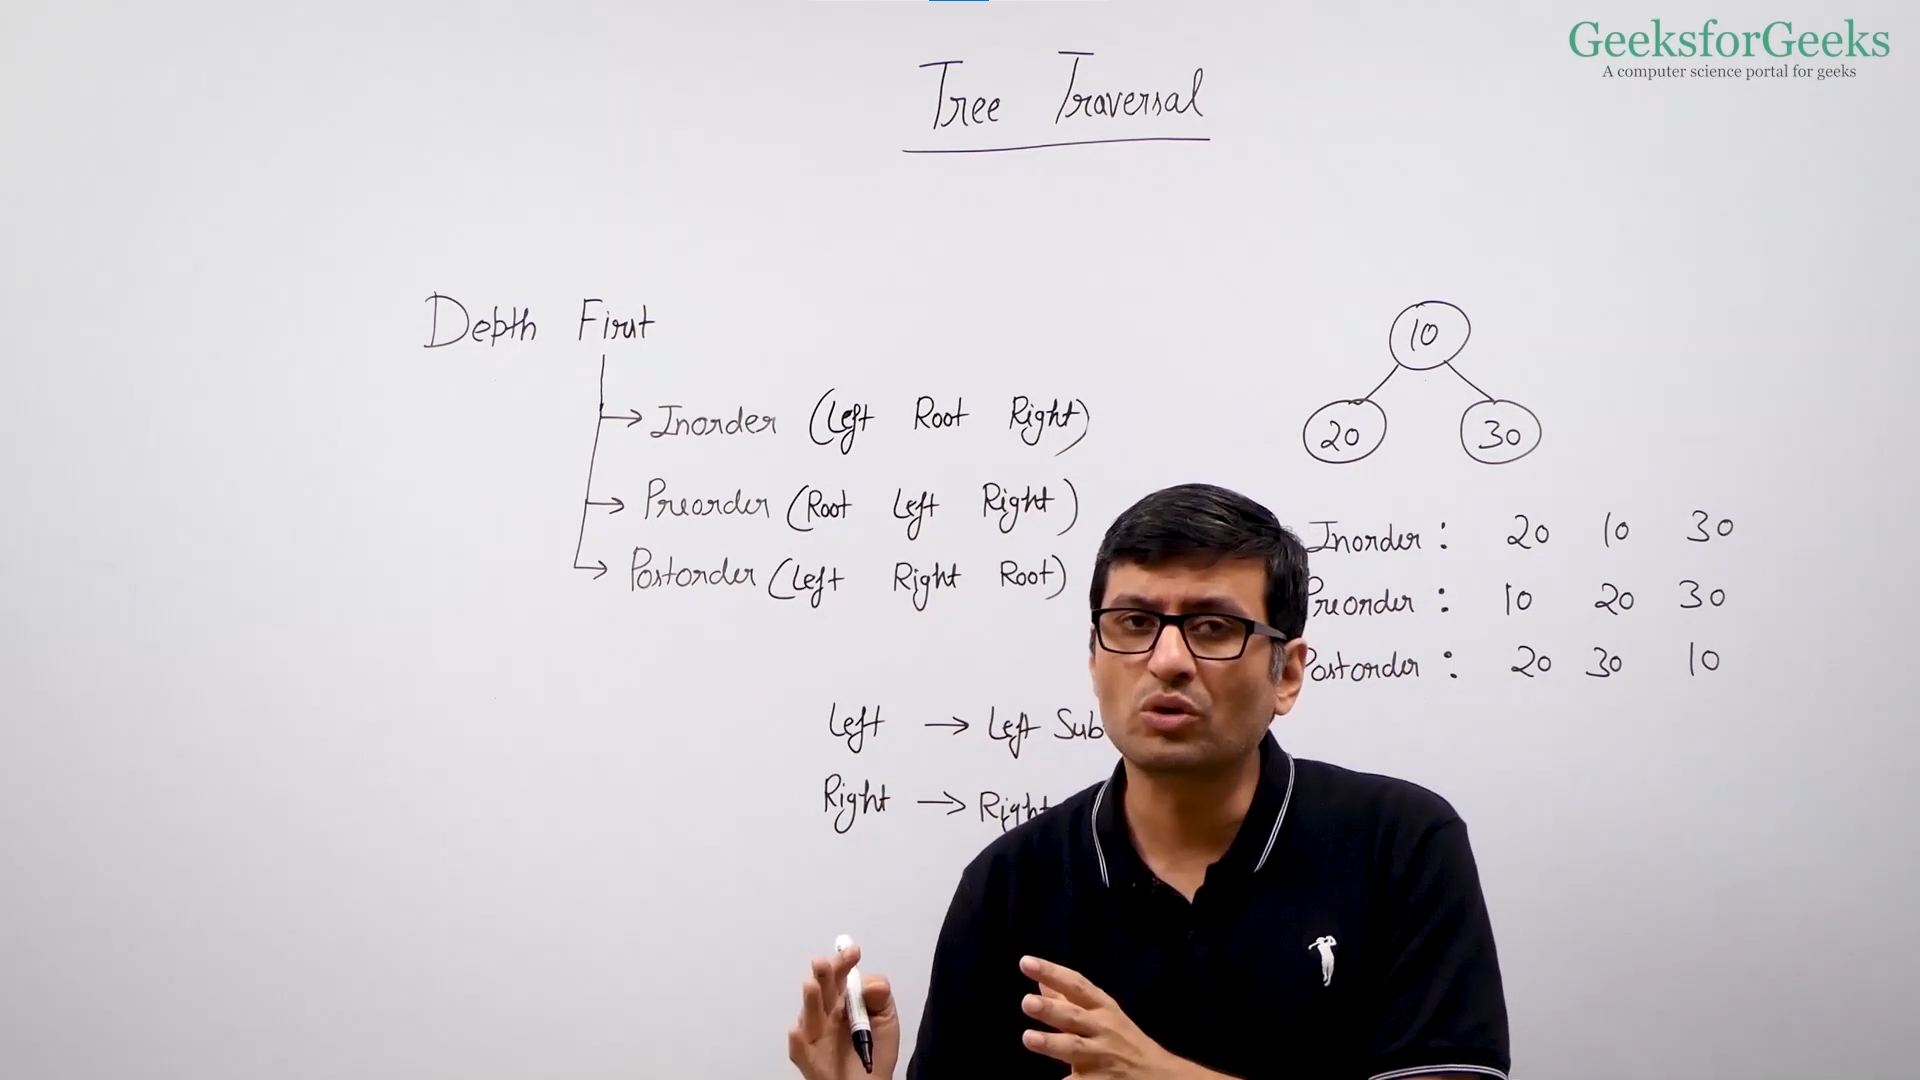 GeeksforGeeks
A computer science portal for geeks
Tree Traversal
Depth First
Inorder (Left Root Right)
Preorder (Root Left Right)
Postorder (Left Right Root)
Left → Left Sub
Right → Right
10
20 30
Inorder : 20 10 30
Preorder : 10 20 30
Postorder : 20 30 10